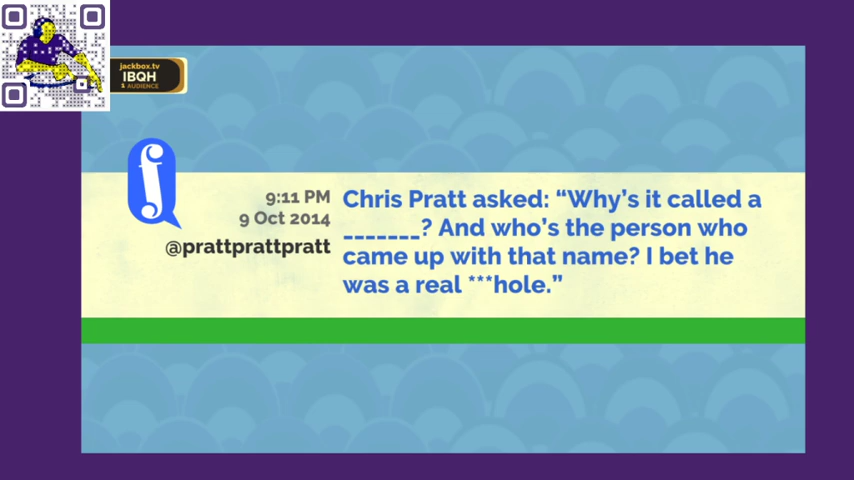 jackbox.tv
IBQH
1 AUDIENCE
f
9:11 PM
9 Oct 2014
@prattprattpratt
Chris Pratt asked: “Why’s it called a
_______? And who’s the person who
came up with that name? I bet he
was a real ***hole.”